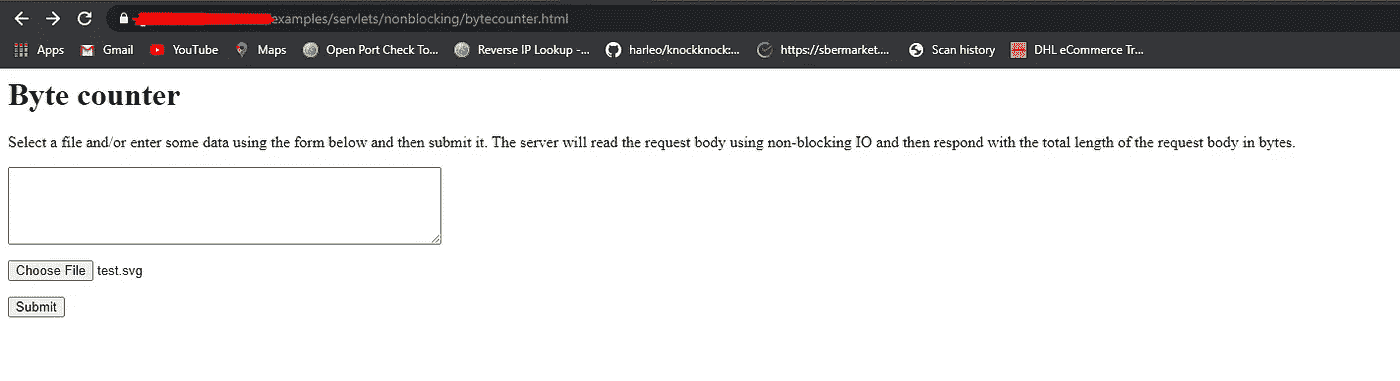 examples/servlets/nonblocking/bytecounter.html
Apps Gmail YouTube Maps Open Port Check To... Reverse IP Lookup -... harleo/knockknock:... https://sbermarket.... Scan history DHL eCommerce Tr...
Byte counter
Select a file and/or enter some data using the form below and then submit it. The server will read the request body using non-blocking IO and then respond with the total length of the request body in bytes.
Choose File test.svg
Submit